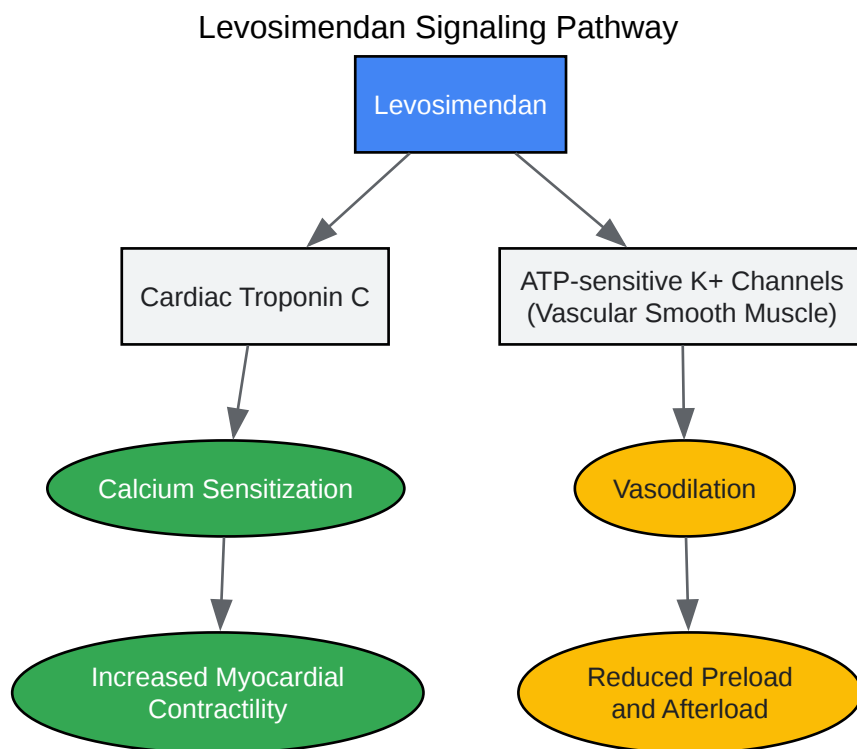 Levosimendan Signaling Pathway
Levosimendan
Cardiac Troponin C
ATP-sensitive K+ Channels
(Vascular Smooth Muscle)
Calcium Sensitization
Vasodilation
Increased Myocardial
Contractility
Reduced Preload
and Afterload